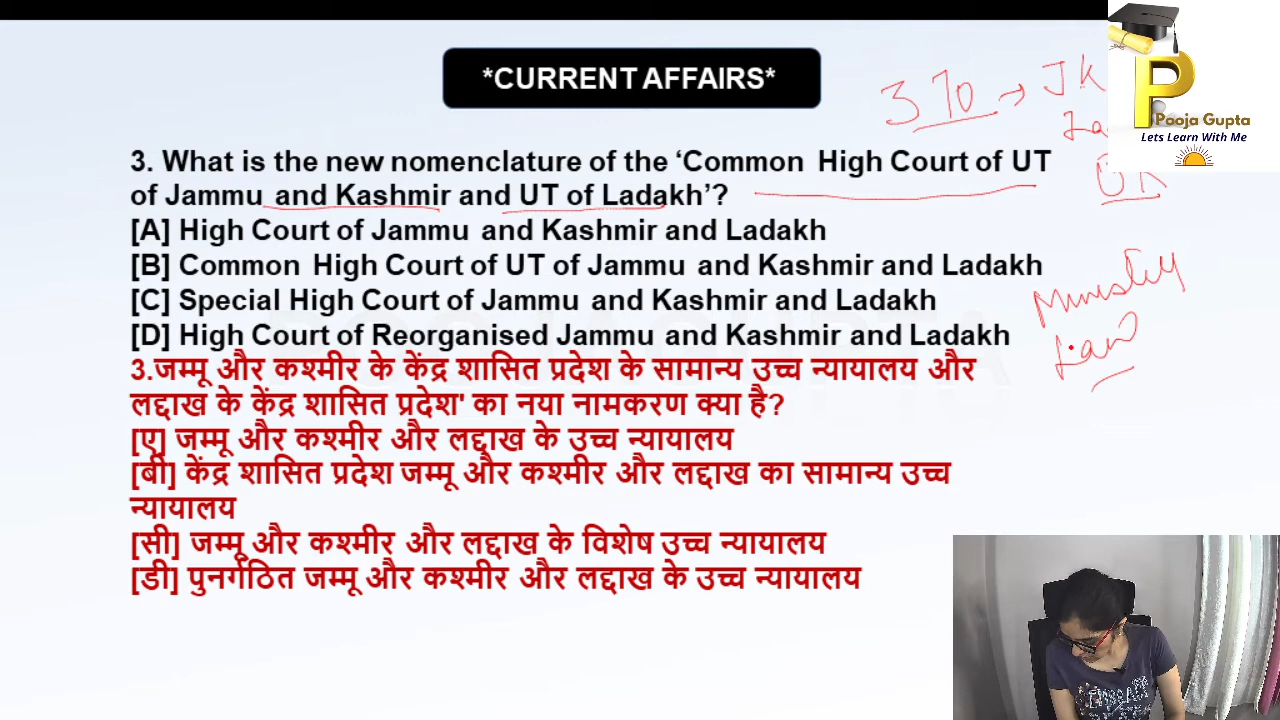 *CURRENT AFFAIRS*
370 → JK
La
UK
P
Pooja Gupta
Lets Learn With Me
3. What is the new nomenclature of the ‘Common High Court of UT
of Jammu and Kashmir and UT of Ladakh’?
[A] High Court of Jammu and Kashmir and Ladakh
[B] Common High Court of UT of Jammu and Kashmir and Ladakh
[C] Special High Court of Jammu and Kashmir and Ladakh
[D] High Court of Reorganised Jammu and Kashmir and Ladakh
Ministry
Law
3.जम्मू और कश्मीर के केंद्र शासित प्रदेश के सामान्य उच्च न्यायालय और
लद्दाख के केंद्र शासित प्रदेश' का नया नामकरण क्या है?
[ए] जम्मू और कश्मीर और लद्दाख के उच्च न्यायालय
[बी] केंद्र शासित प्रदेश जम्मू और कश्मीर और लद्दाख का सामान्य उच्च
न्यायालय
[सी] जम्मू और कश्मीर और लद्दाख के विशेष उच्च न्यायालय
[डी] पुनर्गठित जम्मू और कश्मीर और लद्दाख के उच्च न्यायालय
EMBRACE